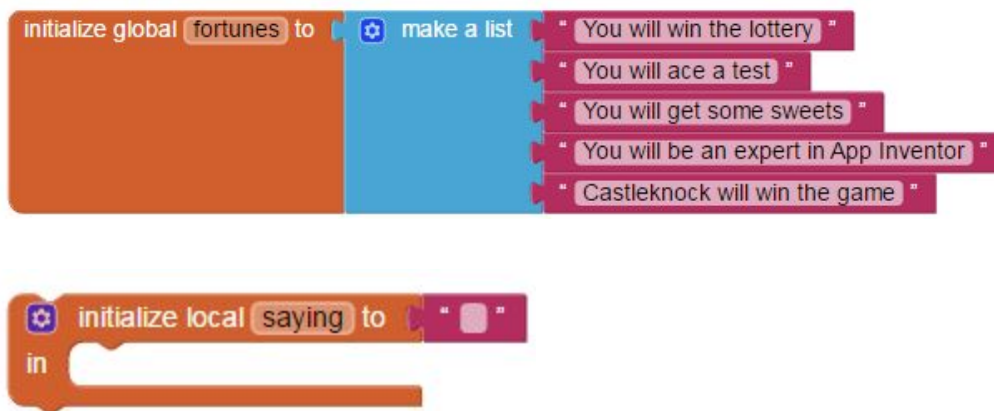 initialize global fortunes to make a list " You will win the lottery "
" You will ace a test "
" You will get some sweets "
" You will be an expert in App Inventor "
" Castleknock will win the game "
initialize local saying to " "
in